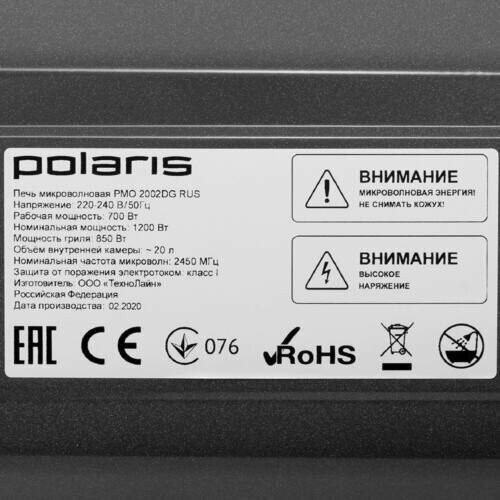 polaris
Печь микроволновая PMO 2002DG RUS
Напряжение: 220-240 В/50Гц
Рабочая мощность: 700 Вт
Номинальная мощность: 1200 Вт
Мощность гриля: 850 Вт
Объем внутренней камеры: ~ 20 л
Номинальная частота микроволн: 2450 МГц
Защита от поражения электротоком: класс I
Изготовитель: ООО «ТехноЛайн»
Российская Федерация
Дата производства: 02.2020
ВНИМАНИЕ
МИКРОВОЛНОВАЯ ЭНЕРГИЯ!
НЕ СНИМАТЬ КОЖУХ!
ВНИМАНИЕ
ВЫСОКОЕ
НАПРЯЖЕНИЕ
EAC CE 076 RoHS